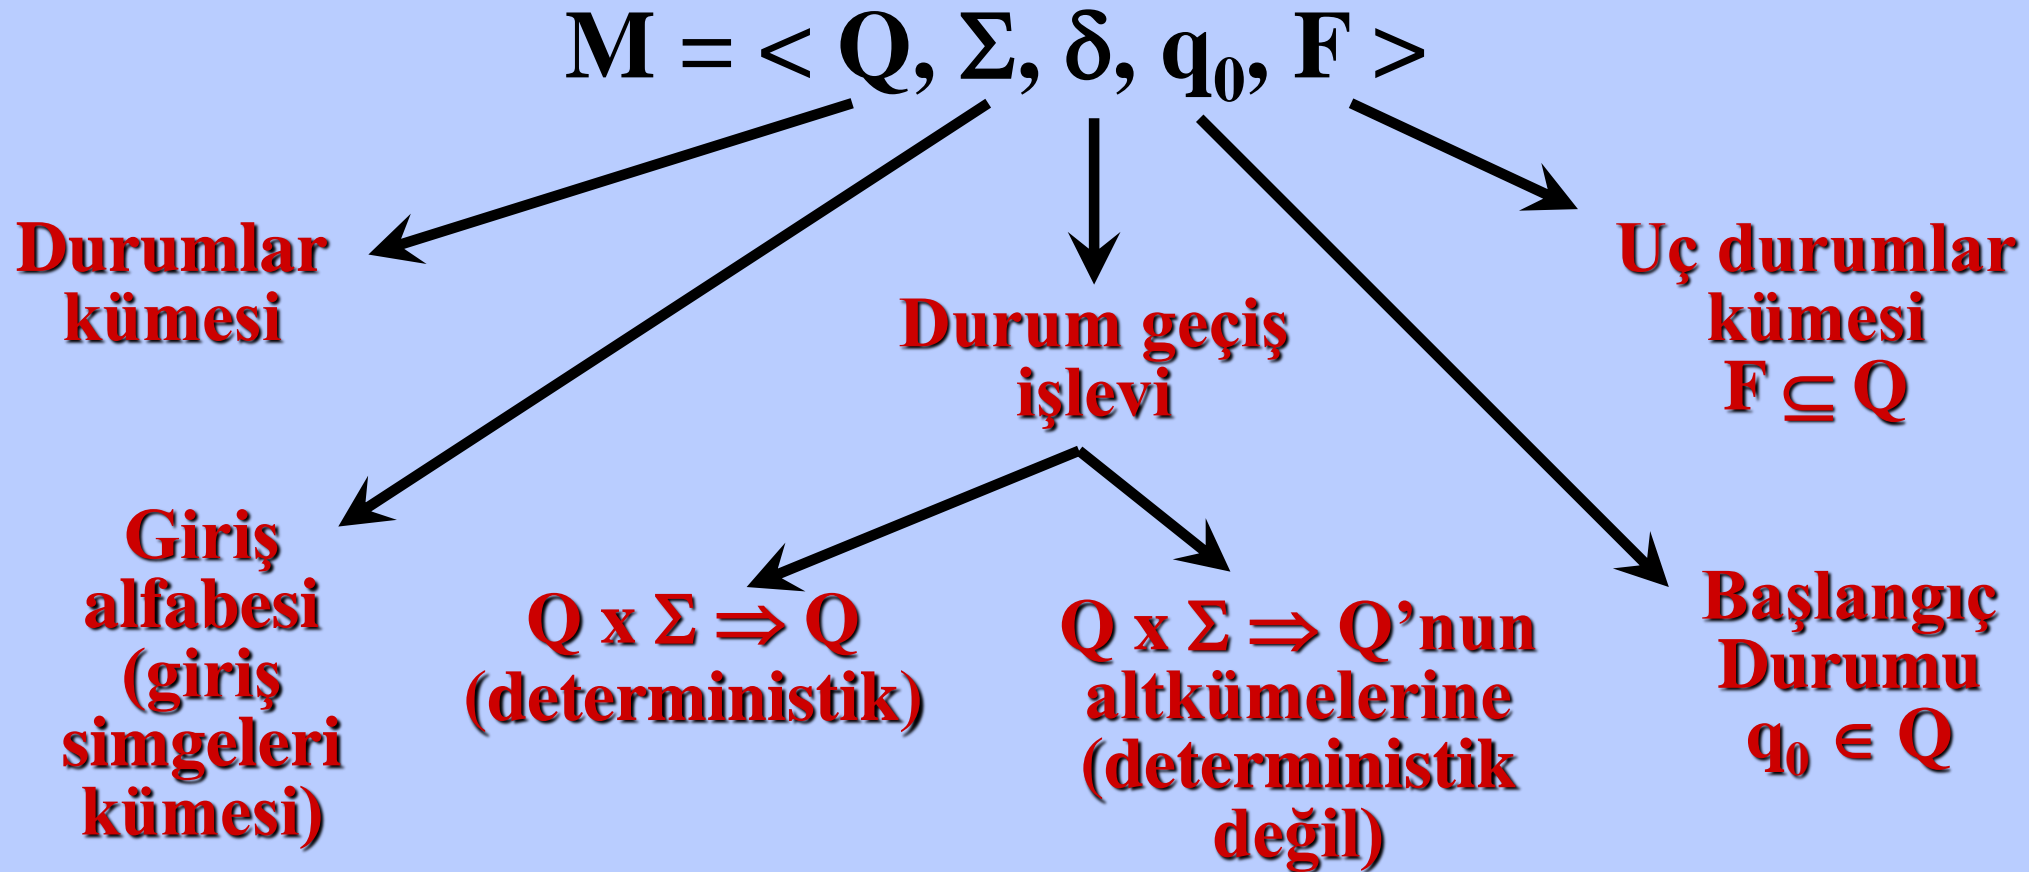 M = < Q, Σ, δ, q₀, F >
Durumlar
kümesi
Uç durumlar
kümesi
F ⊆ Q
Durum geçiş
işlevi
Giriş
alfabesi
(giriş
simgeleri
kümesi)
Q x Σ ⇒ Q
(deterministik)
Q x Σ ⇒ Q’nun
altkümelerine
(deterministik
değil)
Başlangıç
Durumu
q₀ ∈ Q